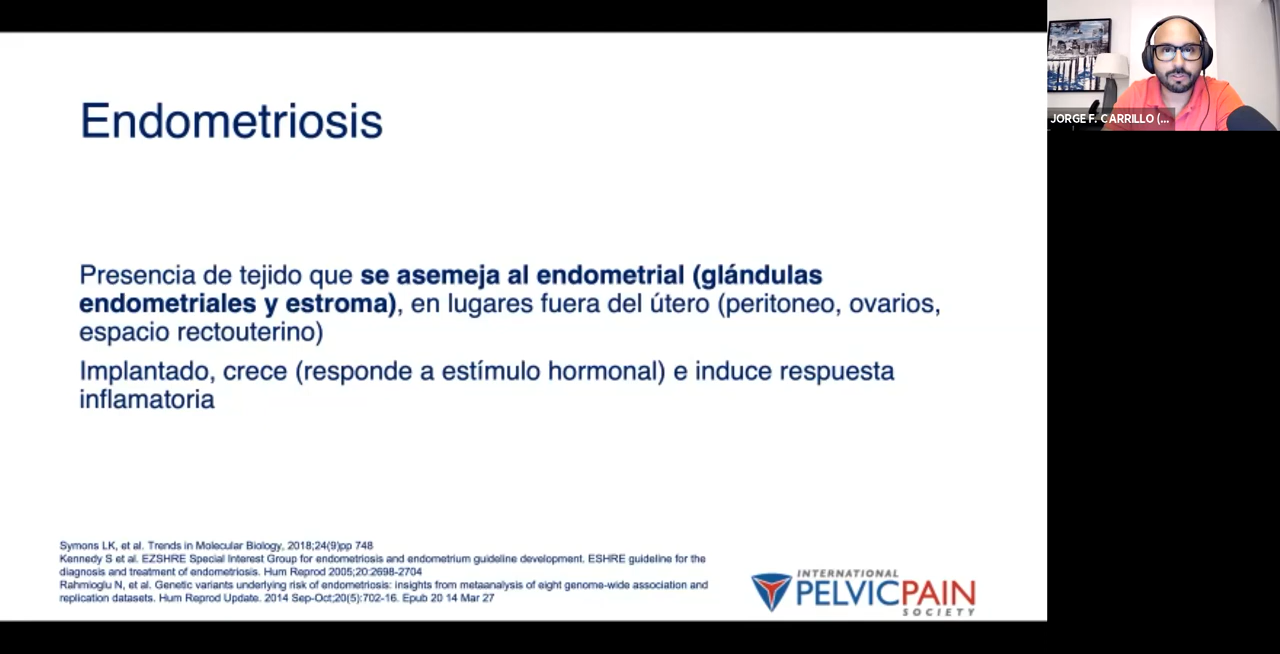 Endometriosis
Presencia de tejido que se asemeja al endometrial (glándulas
endometriales y estroma), en lugares fuera del útero (peritoneo, ovarios,
espacio rectouterino)
Implantado, crece (responde a estímulo hormonal) e induce respuesta
inflamatoria
Symons LK, et al. Trends in Molecular Biology, 2018;24(9)pp 748
Kennedy S et al. EZSHRE Special Interest Group for endometriosis and endometrium guideline development. ESHRE guideline for the
diagnosis and treatment of endometriosis. Hum Reprod 2005;20:2698-2704
Rahmioglu N, et al. Genetic variants underlying risk of endometriosis: insights from metaanalysis of eight genome-wide association and
replication datasets. Hum Reprod Update. 2014 Sep-Oct;20(5):702-16. Epub 20 14 Mar 27
INTERNATIONAL
PELVICPAIN
SOCIETY
JORGE F. CARRILLO (...